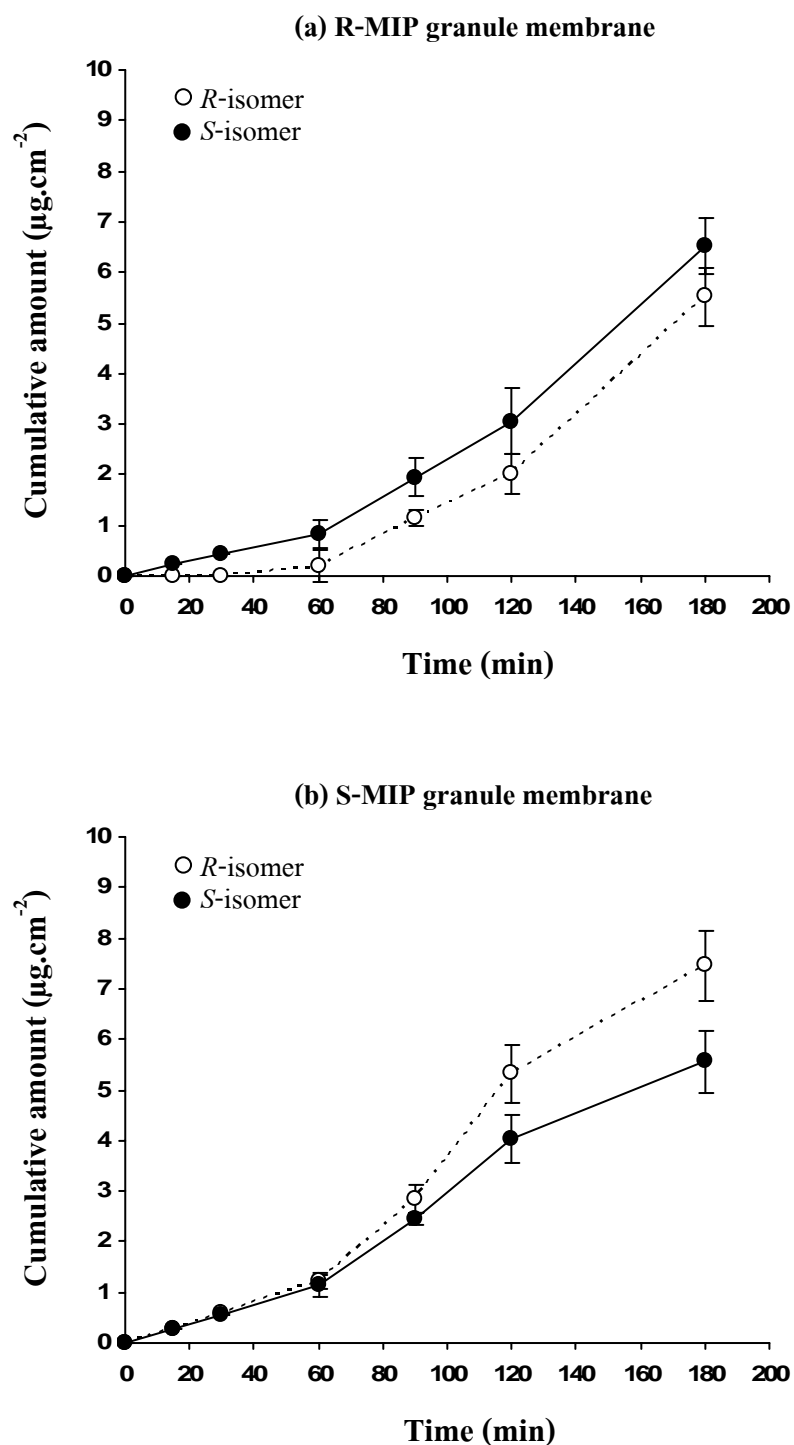 (a) R-MIP granule membrane
10
9
8
7
6
5
4
3
2
1
0
R-isomer
S-isomer
Cumulative amount (µg.cm-2)
0 20 40 60 80 100 120 140 160 180 200
Time (min)
(b) S-MIP granule membrane
10
9
8
7
6
5
4
3
2
1
0
R-isomer
S-isomer
Cumulative amount (µg.cm-2)
0 20 40 60 80 100 120 140 160 180 200
Time (min)